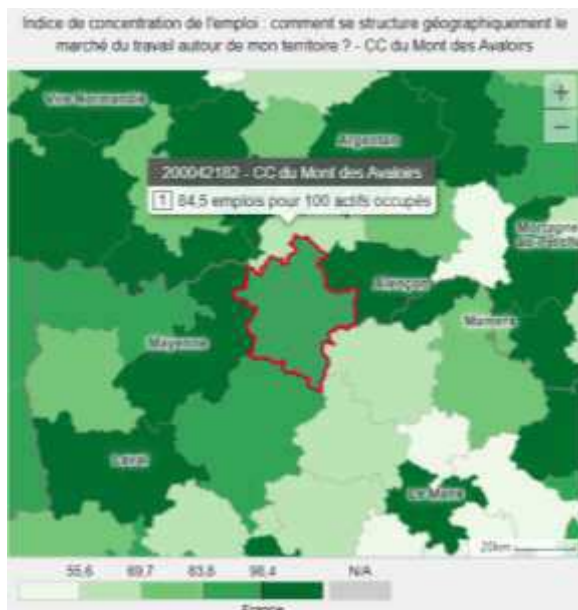 Indice de concentration de l'emploi : comment se structure géographiquement le
marché du travail autour de mon territoire ? - CC du Mont des Avaloirs
Vire Normandie
+
−
Argentan
200042182 - CC du Mont des Avaloirs
1 84,5 emplois pour 100 actifs occupés
Mortagne
au-Perche
Alençon
Mamers
Mayenne
Laval
Le Mans
20km
55,6 69,7 83,8 98,4 N/A
France